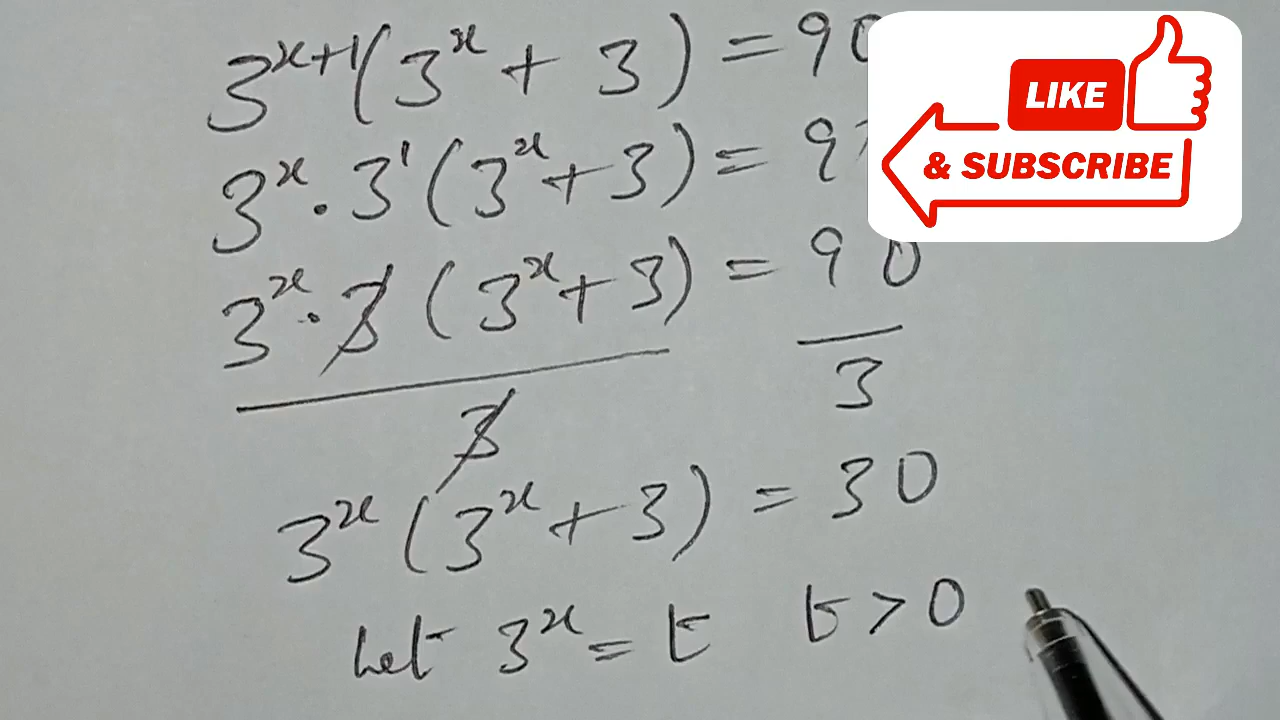 3^{x+1}(3^x + 3) = 90
LIKE
& SUBSCRIBE
3^x · 3^1 (3^x + 3) = 9
3^x · 3 (3^x + 3) = 90
3 3
3^x (3^x + 3) = 30
Let 3^x = t t > 0